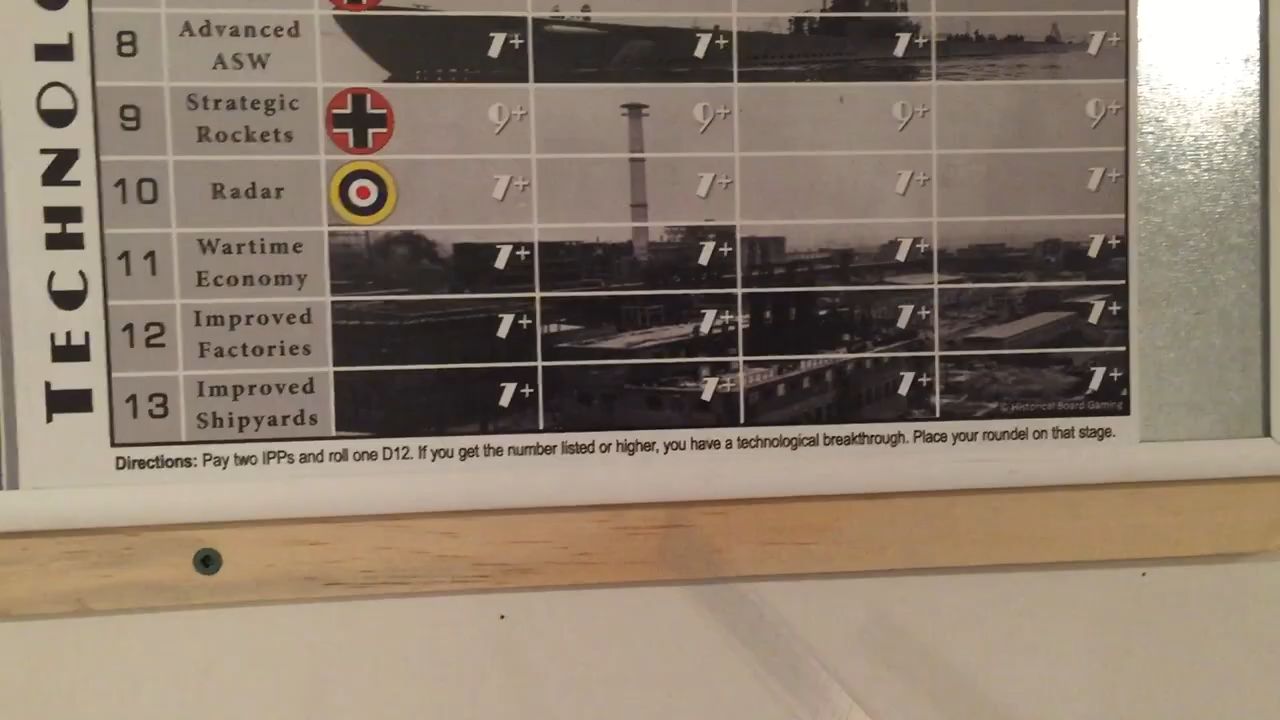 TECHNOL
8 Advanced ASW 7+ 7+ 7+ 7+
9 Strategic Rockets 9+ 9+ 9+ 9+
10 Radar 7+ 7+ 7+ 7+
11 Wartime Economy 7+ 7+ 7+ 7+
12 Improved Factories 7+ 7+ 7+ 7+
13 Improved Shipyards 7+ 7+ 7+ 7+
© Historical Board Gaming
Directions: Pay two IPPs and roll one D12. If you get the number listed or higher, you have a technological breakthrough. Place your roundel on that stage.